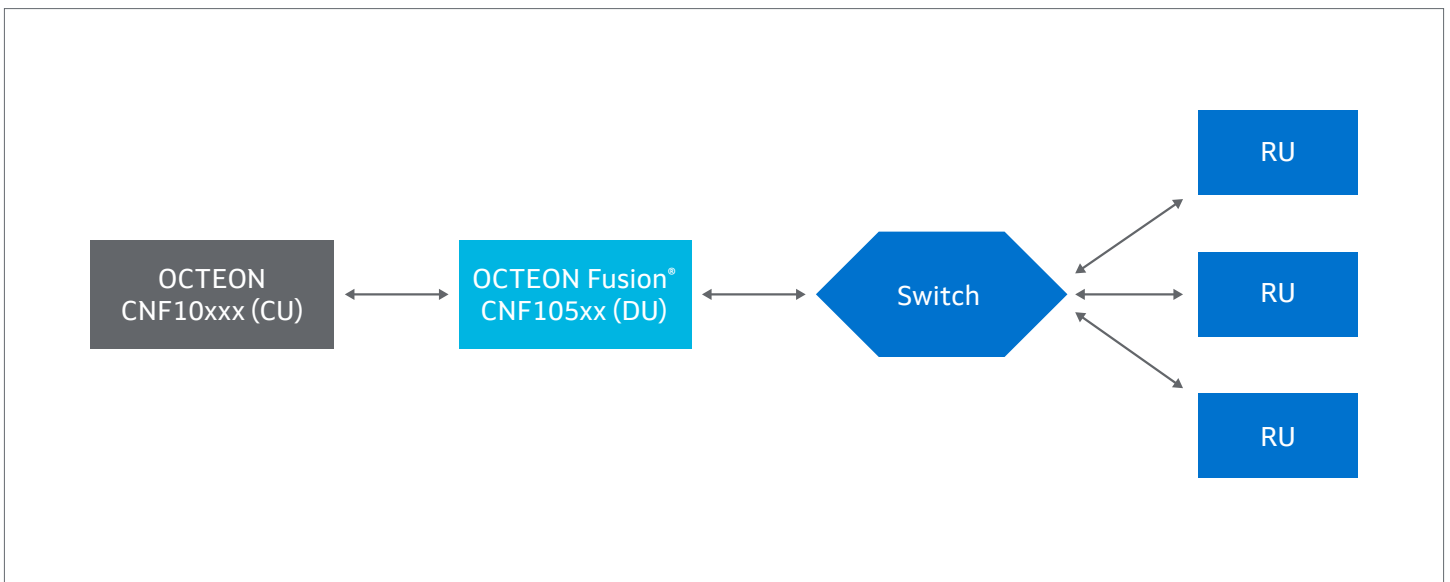 OCTEON
CNF10xxx (CU)
OCTEON Fusion®
CNF105xx (DU)
Switch
RU
RU
RU